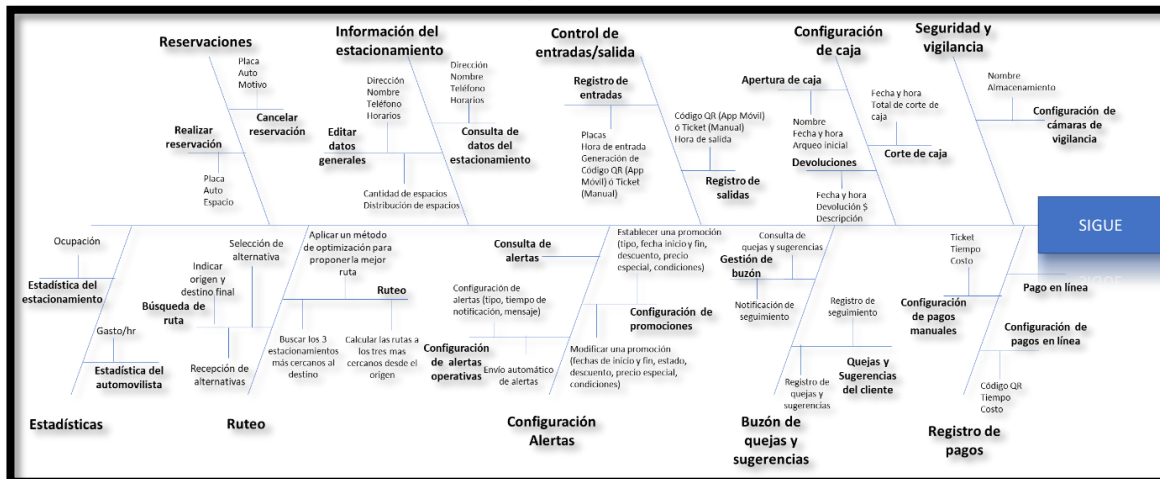 Reservaciones
Placa
Auto
Motivo
Cancelar
reservación
Realizar
reservación
Placa
Auto
Espacio
Información del
estacionamiento
Dirección
Nombre
Teléfono
Horarios
Editar
datos
generales
Dirección
Nombre
Teléfono
Horarios
Consulta de
datos del
estacionamiento
Cantidad de espacios
Distribución de espacios
Control de
entradas/salida
Registro de
entradas
Placas
Hora de entrada
Generación de
Código QR (App
Móvil) ó Ticket
(Manual)
Código QR (App Móvil)
ó Ticket (Manual)
Hora de salida
Registro de
salidas
Configuración
de caja
Apertura de caja
Nombre
Fecha y hora
Arqueo inicial
Devoluciones
Fecha y hora
Devolución $
Descripción
Fecha y hora
Total de corte de
caja
Corte de caja
Seguridad y
vigilancia
Nombre
Almacenamiento
Configuración de
cámaras de
vigilancia
SIGUE
Ocupación
Estadística del
estacionamiento
Gasto/hr
Estadística del
automovilista
Estadísticas
Selección de
alternativa
Indicar
origen y
destino final
Búsqueda de
ruta
Recepción de
alternativas
Aplicar un método
de optimización para
proponer la mejor
ruta
Ruteo
Buscar los 3
estacionamientos
más cercanos al
destino
Calcular las rutas a
los tres mas
cercanos desde el
origen
Ruteo
Consulta de
alertas
Configuración de
alertas (tipo, tiempo de
notificación, mensaje)
Configuración
de alertas
operativas
Envío automático
de alertas
Establecer una promoción
(tipo, fecha inicio y fin,
descuento, precio
especial, condiciones)
Configuración de
promociones
Modificar una promoción
(fechas de inicio y fin, estado,
descuento, precio especial,
condiciones)
Configuración
Alertas
Consulta de
quejas y sugerencias
Gestión de
buzón
Notificación de
seguimiento
Registro de
seguimiento
Quejas y
Sugerencias
del cliente
Registro de
quejas y
sugerencias
Buzón de
quejas y
sugerencias
Ticket
Tiempo
Costo
Configuración
de pagos
manuales
Pago en línea
Configuración de
pagos en línea
Código QR
Tiempo
Costo
Registro de
pagos